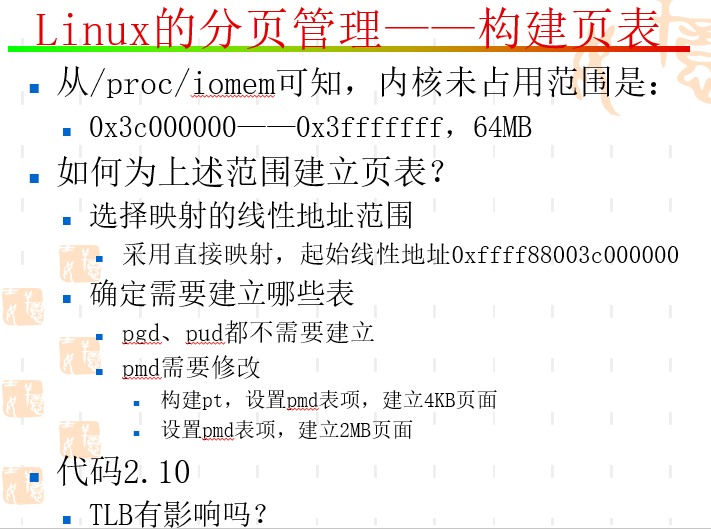 Linux的分页管理——构建页表
从/proc/iomem可知，内核未占用范围是：
0x3c000000——0x3fffffff，64MB
如何为上述范围建立页表？
选择映射的线性地址范围
采用直接映射，起始线性地址0xffff88003c000000
确定需要建立哪些表
pgd、pud都不需要建立
pmd需要修改
构建pt，设置pmd表项，建立4KB页面
设置pmd表项，建立2MB页面
代码2.10
TLB有影响吗？